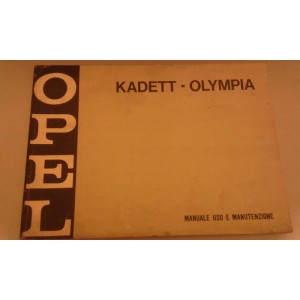 OPEL
KADETT - OLYMPIA
MANUALE USO E MANUTENZIONE